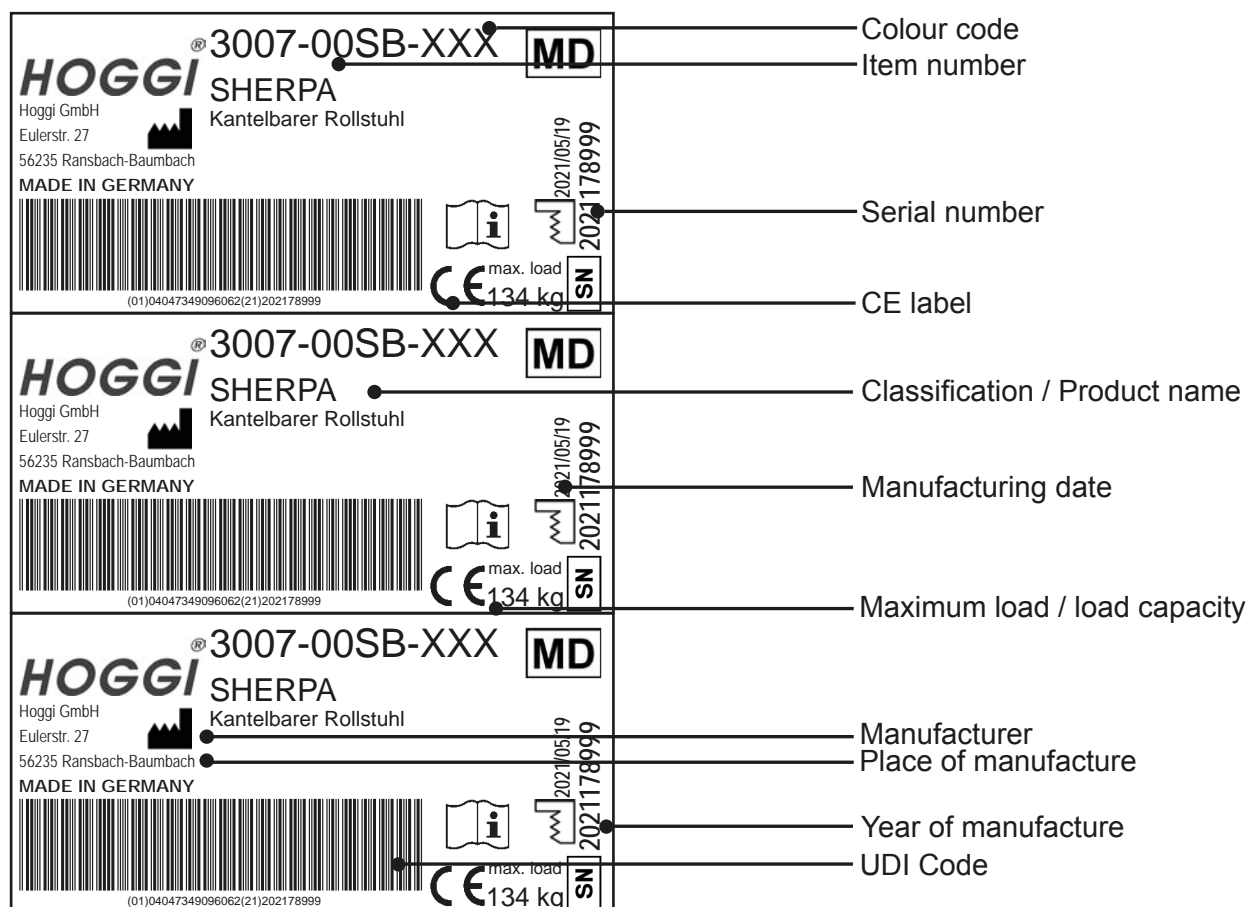 3007-00SB-XXX
MD
HOGGI®
SHERPA
Kantelbarer Rollstuhl
Hoggi GmbH
Eulerstr. 27
56235 Ransbach-Baumbach
MADE IN GERMANY
2021/05/19
2021178999
i
max. load
CE
134 kg
SN
(01)04047349096062(21)202178999
Colour code
Item number
Serial number
CE label
3007-00SB-XXX
MD
HOGGI®
SHERPA
Kantelbarer Rollstuhl
Hoggi GmbH
Eulerstr. 27
56235 Ransbach-Baumbach
MADE IN GERMANY
2021/05/19
2021178999
i
max. load
CE
134 kg
SN
(01)04047349096062(21)202178999
Classification / Product name
Manufacturing date
Maximum load / load capacity
3007-00SB-XXX
MD
HOGGI®
SHERPA
Kantelbarer Rollstuhl
Hoggi GmbH
Eulerstr. 27
56235 Ransbach-Baumbach
MADE IN GERMANY
2021/05/19
2021178999
i
max. load
CE
134 kg
SN
(01)04047349096062(21)202178999
Manufacturer
Place of manufacture
Year of manufacture
UDI Code